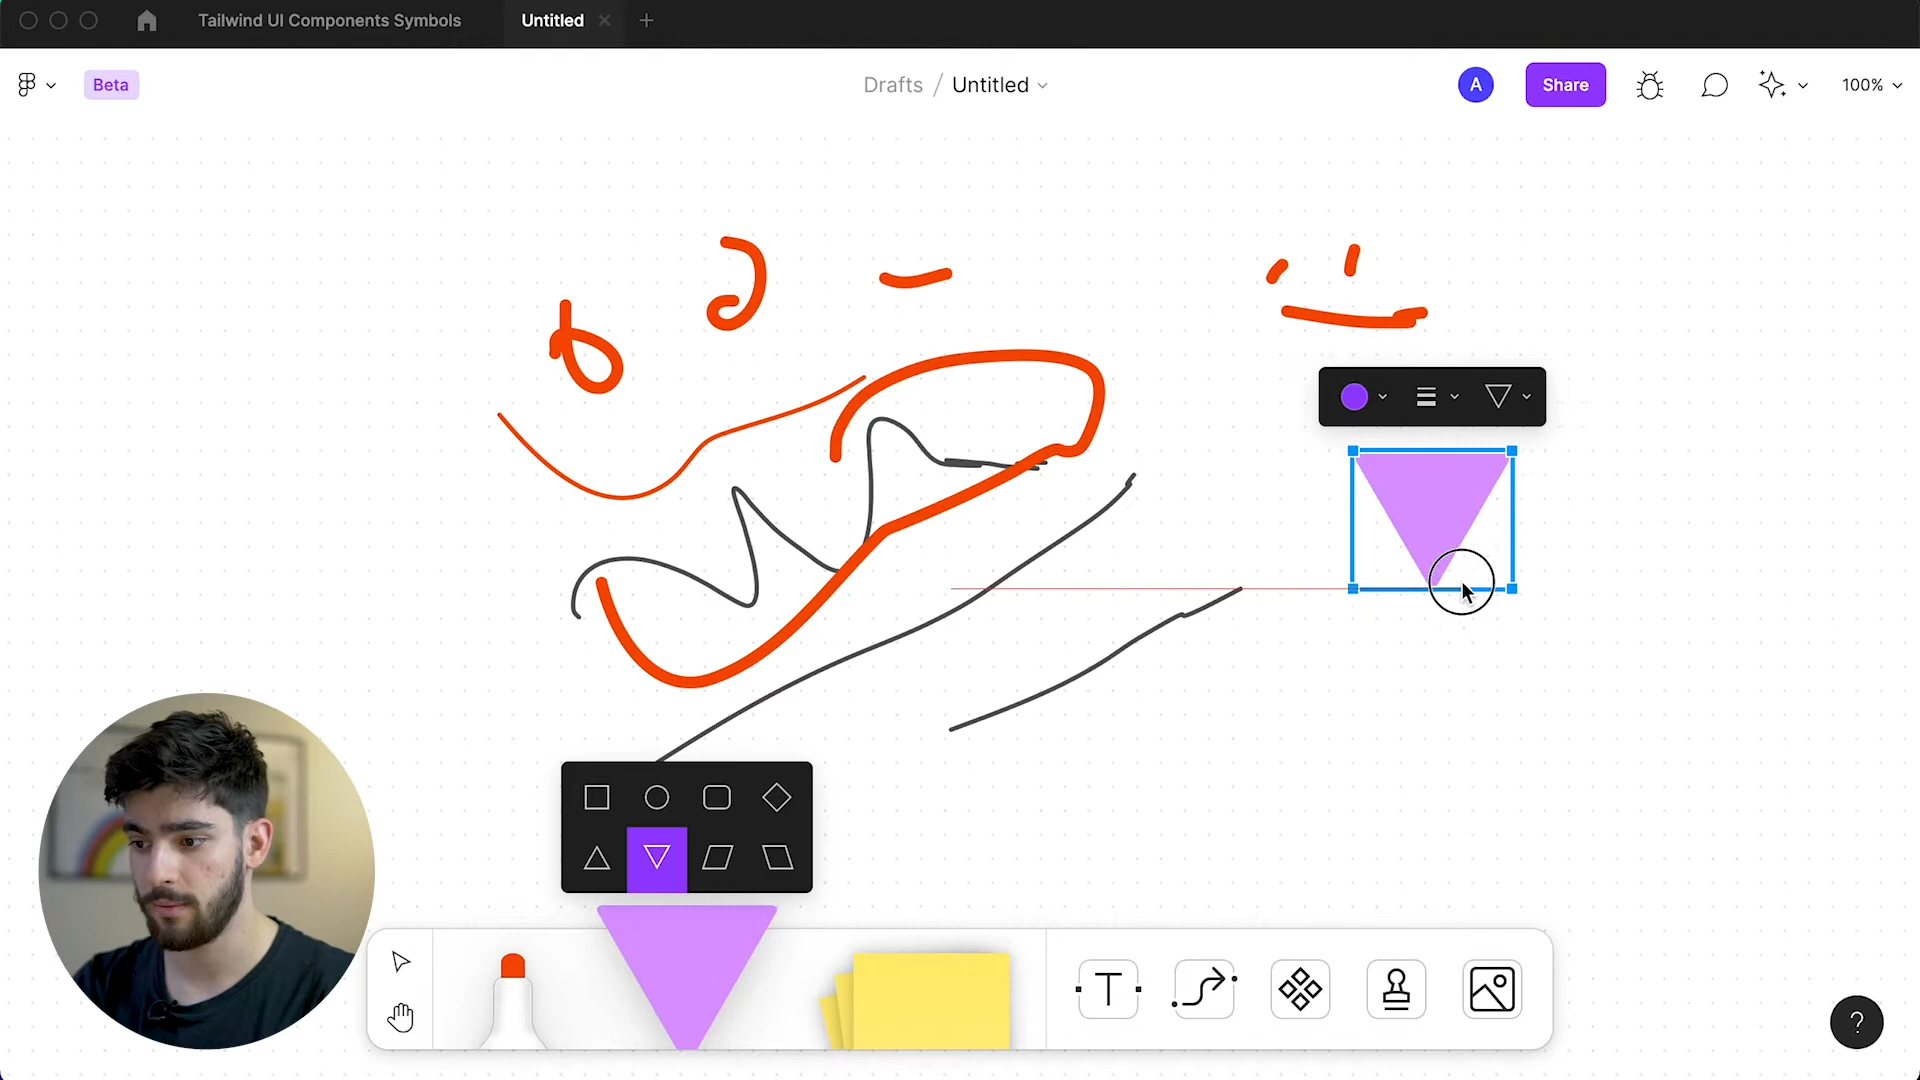 Tailwind UI Components Symbols
Untitled
Beta
Drafts / Untitled
A
Share
100%
T
?